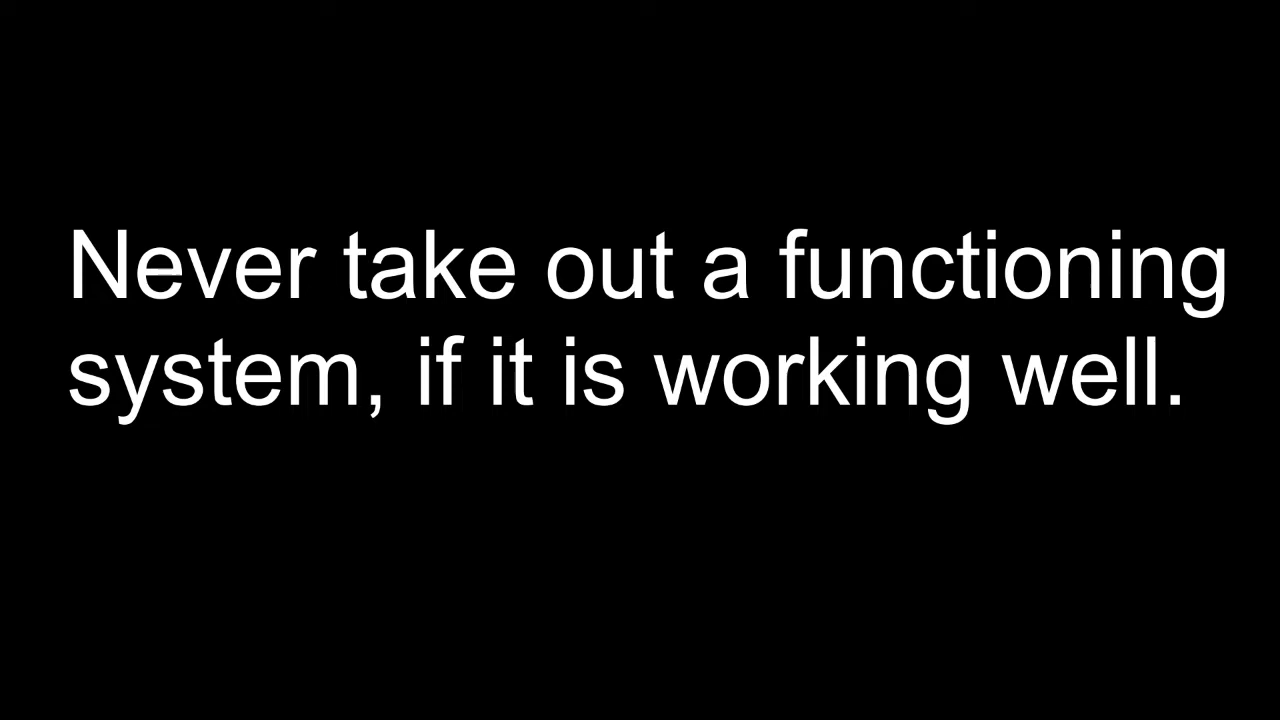 Never take out a functioning
system, if it is working well.